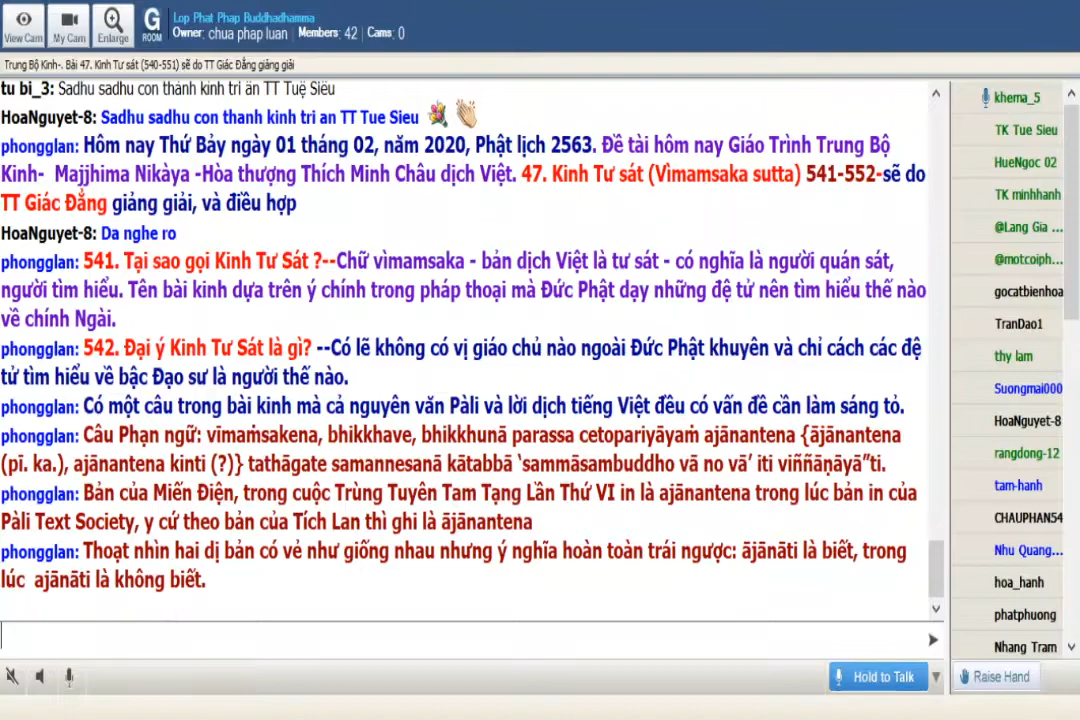 Lop Phat Phap Buddhadhamma
Owner: chua phap luan | Members: 42 | Cams: 0
View Cam
My Cam
Enlarge
G
ROOM
Trung Bộ Kinh-. Bài 47. Kinh Tư sát (540-551) sẽ do TT Giác Đẳng giảng giải
tu bi_3: Sadhu sadhu con thành kinh tri ân TT Tuệ Siêu
HoaNguyet-8: Sadhu sadhu con thanh kinh tri an TT Tue Sieu
phongglan: Hôm nay Thứ Bảy ngày 01 tháng 02, năm 2020, Phật lịch 2563. Đề tài hôm nay Giáo Trình Trung Bộ
Kinh- Majjhima Nikàya -Hòa thượng Thích Minh Châu dịch Việt. 47. Kinh Tư sát (Vìmamsaka sutta) 541-552-sẽ do
TT Giác Đẳng giảng giải, và điều hợp
HoaNguyet-8: Da nghe ro
phongglan: 541. Tại sao gọi Kinh Tư Sát ?--Chữ vìmamsaka - bản dịch Việt là tư sát - có nghĩa là người quán sát,
người tìm hiểu. Tên bài kinh dựa trên ý chính trong pháp thoại mà Đức Phật dạy những đệ tử nên tìm hiểu thế nào
về chính Ngài.
phongglan: 542. Đại ý Kinh Tư Sát là gì? --Có lẽ không có vị giáo chủ nào ngoài Đức Phật khuyên và chỉ cách các đệ
tử tìm hiểu về bậc Đạo sư là người thế nào.
phongglan: Có một câu trong bài kinh mà cả nguyên văn Pàli và lời dịch tiếng Việt đều có vấn đề cần làm sáng tỏ.
phongglan: Câu Phạn ngữ: vīmaṁsakena, bhikkhave, bhikkhunā parassa cetopariyāyaṁ ajānantena {ājānantena
(pī. ka.), ajānantena kinti (?)} tathāgate samannesanā kātabbā ‘sammāsambuddho vā no vā’ iti viññāṇāyā”ti.
phongglan: Bản của Miến Điện, trong cuộc Trùng Tuyên Tam Tạng Lần Thứ VI in là ajānantena trong lúc bản in của
Pàli Text Society, y cứ theo bản của Tích Lan thì ghi là ājānantena
phongglan: Thoạt nhìn hai dị bản có vẻ như giống nhau nhưng ý nghĩa hoàn toàn trái ngược: ājānāti là biết, trong
lúc ajānāti là không biết.
khema_5
TK Tue Sieu
HueNgoc 02
TK minhhanh
@Lang Gia ...
@motcoiph...
gocatbienhoa
TranDao1
thy lam
Suongmai000
HoaNguyet-8
rangdong-12
tam-hanh
CHAUPHAN54
Nhu Quang...
hoa_hanh
phatphuong
Nhang Tram
Hold to Talk
Raise Hand